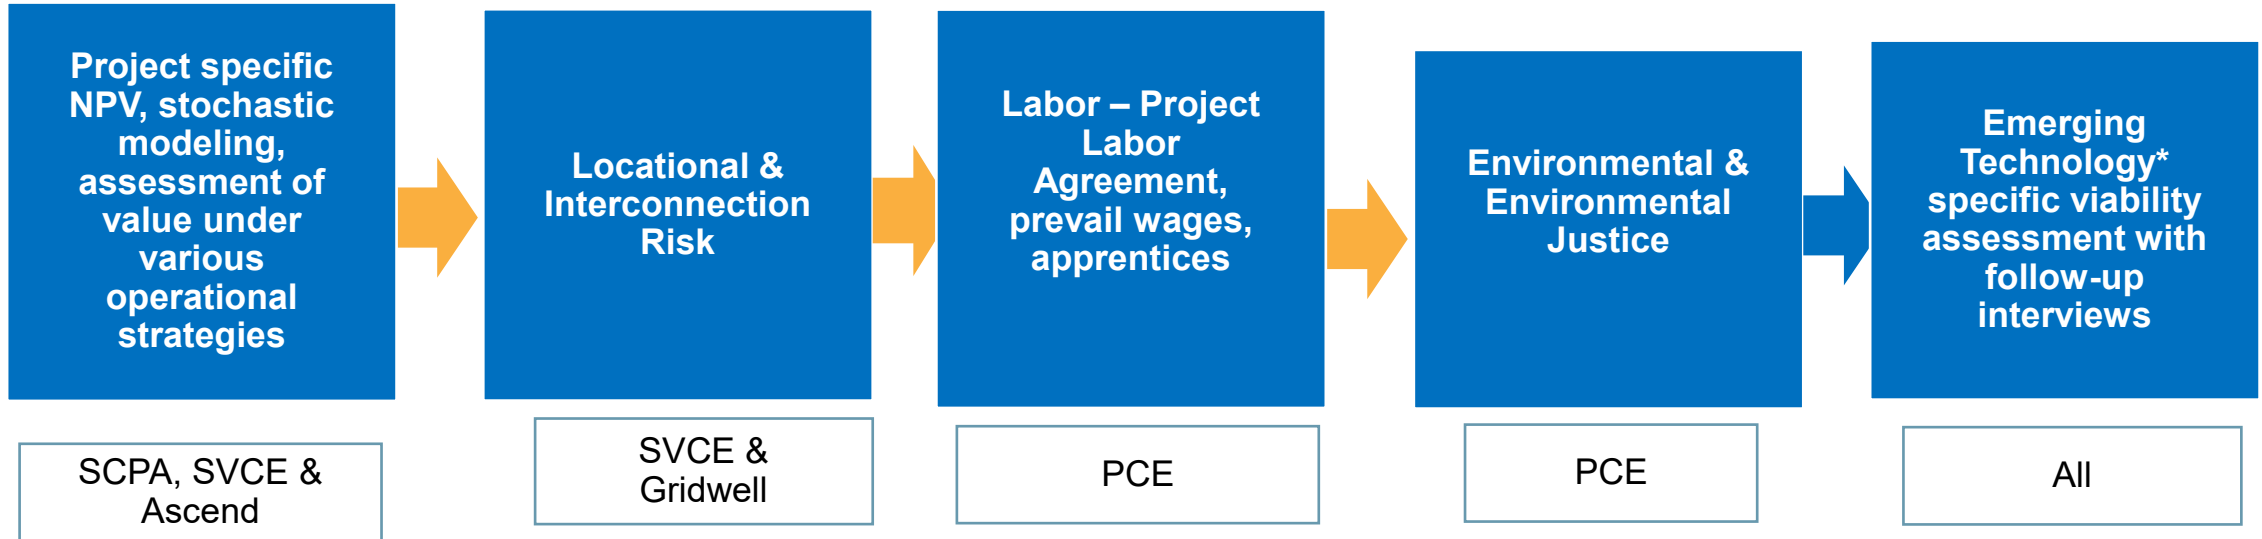 Project specific
NPV, stochastic
modeling,
assessment of
value under
various
operational
strategies
Locational &
Interconnection
Risk
Labor – Project
Labor
Agreement,
prevail wages,
apprentices
Environmental &
Environmental
Justice
Emerging
Technology*
specific viability
assessment with
follow-up
interviews
SCPA, SVCE &
Ascend
SVCE &
Gridwell
PCE
PCE
All